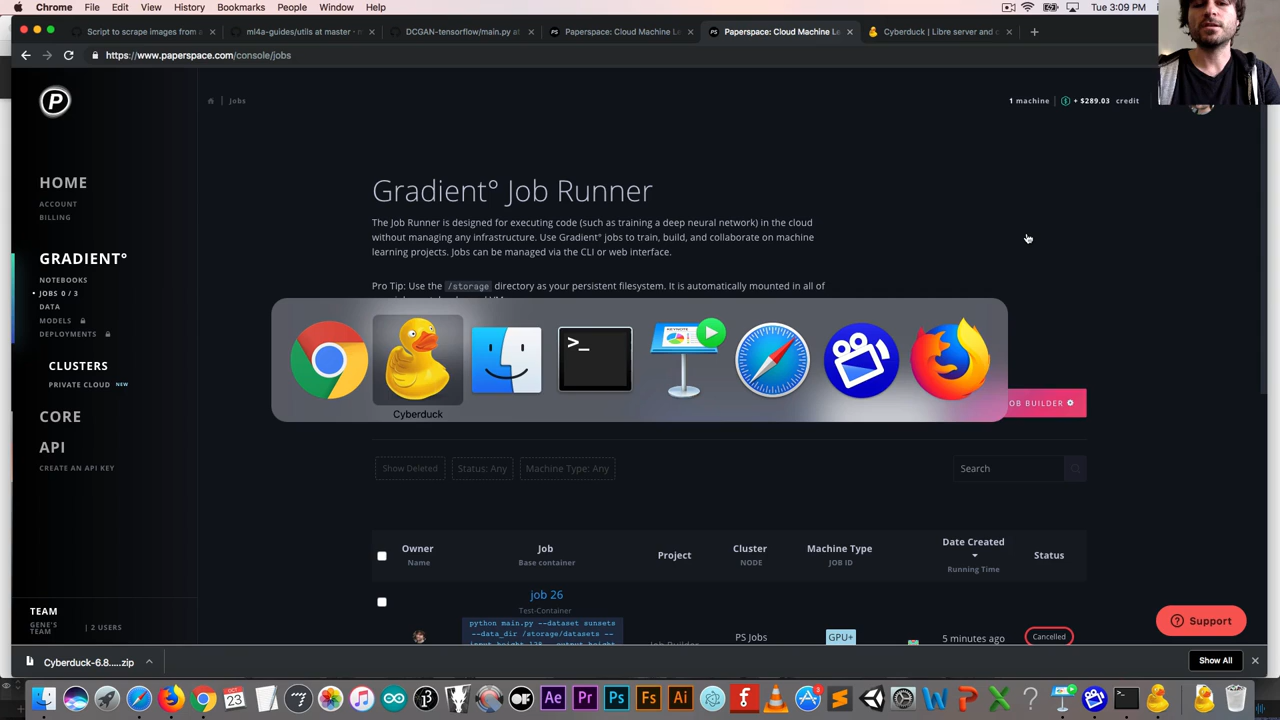 Chrome File Edit View History Bookmarks People Window Help
Tue 3:09 PM
Script to scrape images from a
ml4a-guides/utils at master · m
DCGAN-tensorflow/main.py at
Paperspace: Cloud Machine Le
Paperspace: Cloud Machine Le
Cyberduck | Libre server and c
https://www.paperspace.com/console/jobs
P
Jobs
1 machine
+ $289.03 credit
HOME
ACCOUNT
BILLING
GRADIENT°
NOTEBOOKS
JOBS 0 / 3
DATA
MODELS
DEPLOYMENTS
CLUSTERS
PRIVATE CLOUD NEW
CORE
API
CREATE AN API KEY
TEAM
GENE'S
TEAM
| 2 USERS
Gradient° Job Runner
The Job Runner is designed for executing code (such as training a deep neural network) in the cloud
without managing any infrastructure. Use Gradient° jobs to train, build, and collaborate on machine
learning projects. Jobs can be managed via the CLI or web interface.
Pro Tip: Use the /storage directory as your persistent filesystem. It is automatically mounted in all of
Cyberduck
OB BUILDER
Show Deleted
Status: Any
Machine Type: Any
Search
Owner
Name
Job
Base container
Project
Cluster
NODE
Machine Type
JOB ID
Date Created
Running Time
Status
job 26
Test-Container
python main.py --dataset sunsets
--data_dir /storage/datasets --
Job Builder
PS Jobs
GPU+
5 minutes ago
Cancelled
Support
Cyberduck-6.8.....zip
Show All